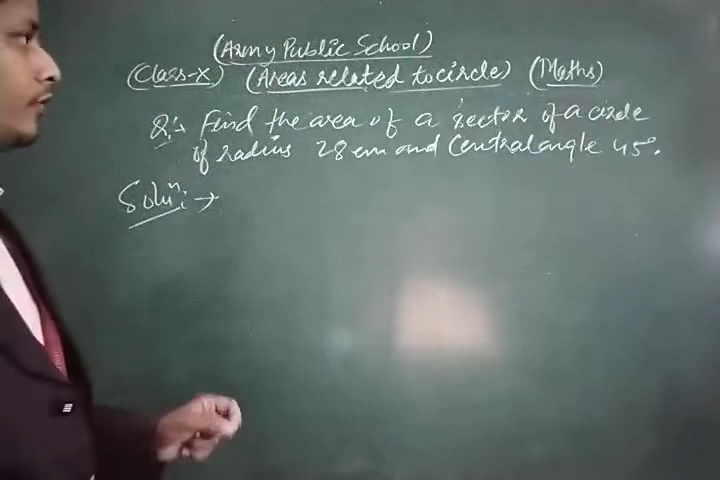 (Army Public School)
(Class-X) (Areas related to circle) (Maths)
Q:→ Find the area of a sector of a circle
of radius 28 cm and Central angle 45°.
Soluⁿ: →